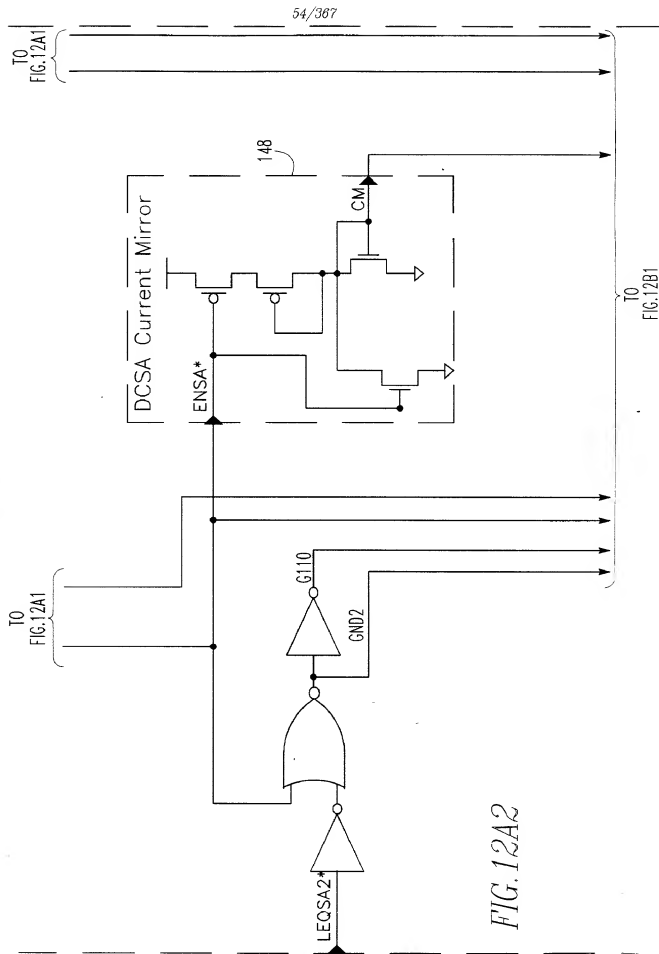 54/367
TO
FIG.12A1
148
DCSA Current Mirror
CM
ENSA*
TO
FIG.12B1
TO
FIG.12A1
G110
GND2
LEQSA2*
FIG.12A2